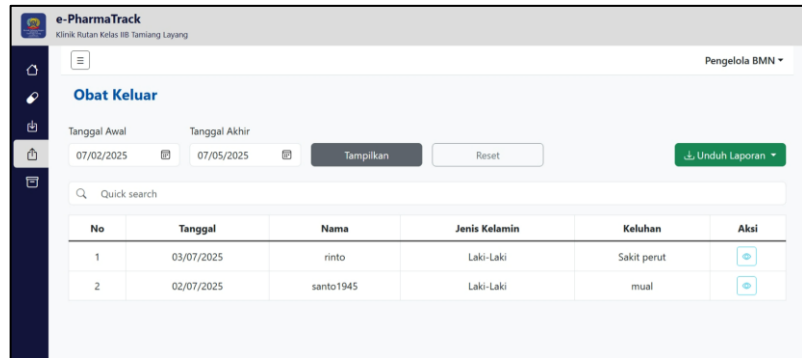 e-PharmaTrack
Klinik Rutan Kelas IIB Tamiang Layang
Pengelola BMN
Obat Keluar
Tanggal Awal Tanggal Akhir
07/02/2025 07/05/2025 Tampilkan Reset Unduh Laporan
Quick search
No Tanggal Nama Jenis Kelamin Keluhan Aksi
1 03/07/2025 rinto Laki-Laki Sakit perut
2 02/07/2025 santo1945 Laki-Laki mual